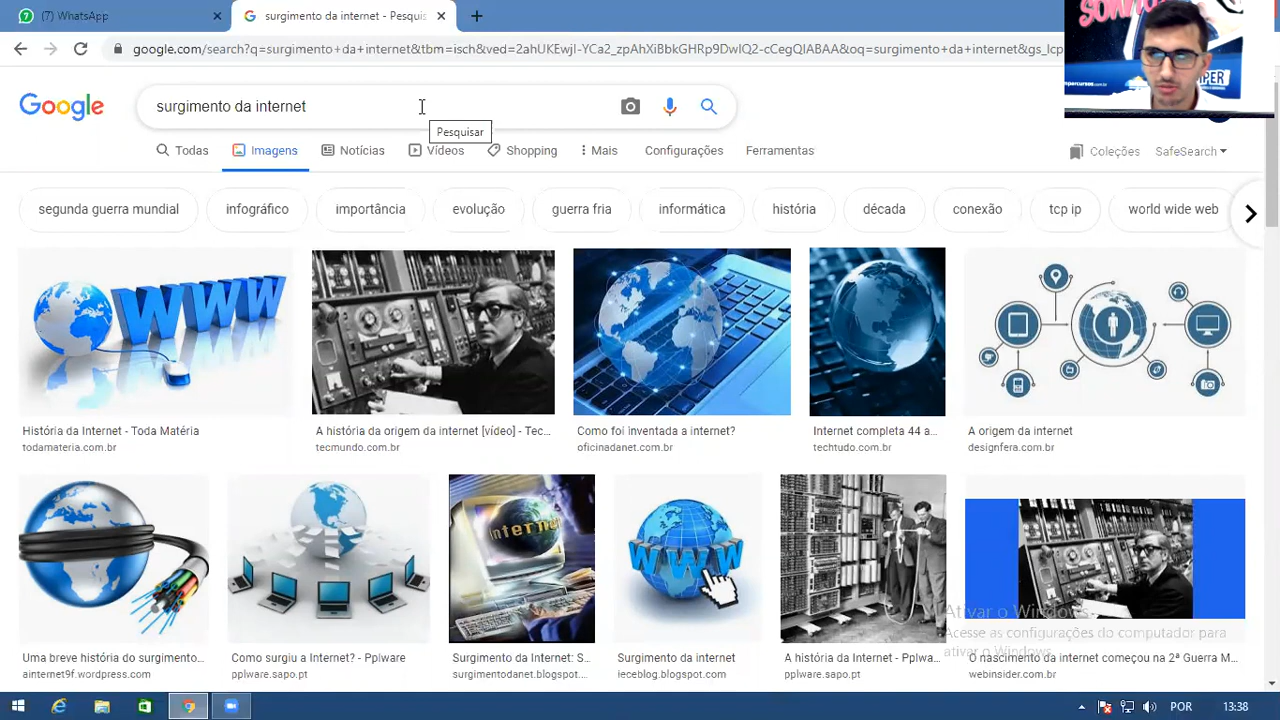 (7) WhatsApp
surgimento da internet - Pesquis
google.com/search?q=surgimento+da+internet&tbm=isch&ved=2ahUKEwjI-YCa2_zpAhXiBbkGHRp9DwIQ2-cCegQIABAA&oq=surgimento+da+internet&gs_lcp
Google
surgimento da internet
Pesquisar
Todas
Imagens
Notícias
Vídeos
Shopping
Mais
Configurações
Ferramentas
Coleções
SafeSearch
segunda guerra mundial
infográfico
importância
evolução
guerra fria
informática
história
década
conexão
tcp ip
world wide web
WWW
História da Internet - Toda Matéria
todamateria.com.br
A história da origem da internet [vídeo] - Tec...
tecmundo.com.br
Como foi inventada a internet?
oficinadanet.com.br
Internet completa 44 a...
techtudo.com.br
A origem da internet
designfera.com.br
Internet
WWW
Uma breve história do surgimento...
ainternet9f.wordpress.com
Como surgiu a Internet? - Pplware
pplware.sapo.pt
Surgimento da Internet: S...
surgimentodanet.blogspot....
Surgimento da internet
ieceblog.blogspot.com
A história da Internet - Pplwa...
pplware.sapo.pt
O nascimento da internet começou na 2ª Guerra M...
webinsider.com.br
Ativar o Windows
Acesse as configurações do computador para
ativar o Windows.
POR
13:38